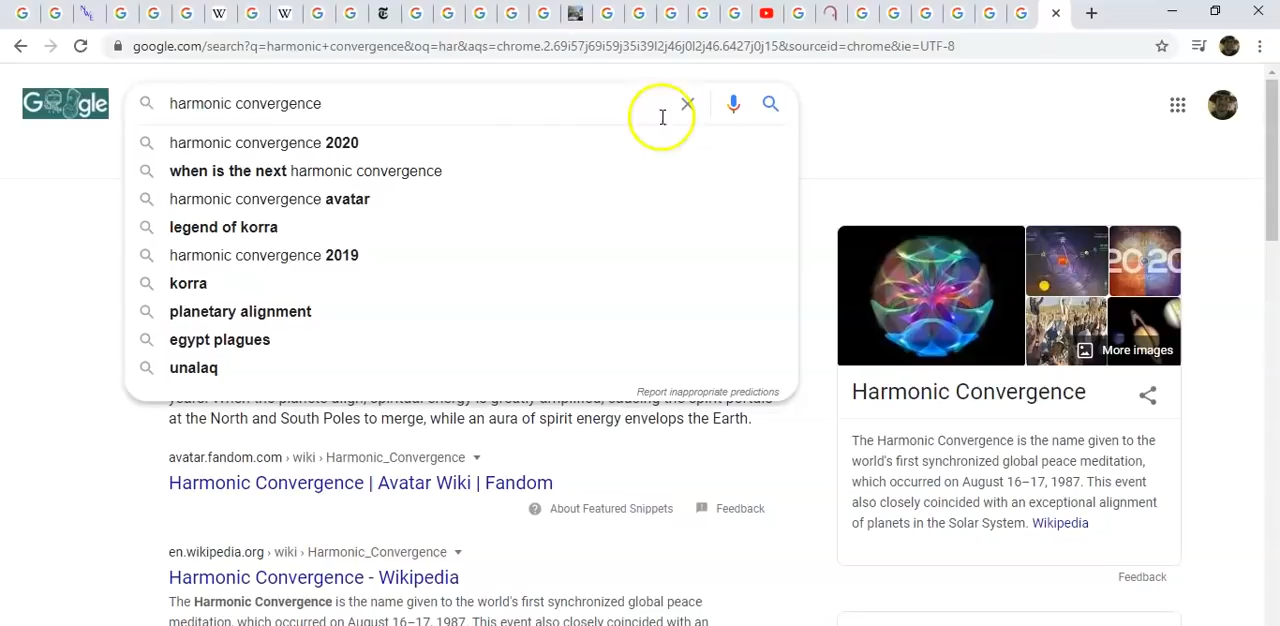 google.com/search?q=harmonic+convergence&oq=har&aqs=chrome.2.69i57j69i59j35i39l2j46j0l2j46.6427j0j15&sourceid=chrome&ie=UTF-8
Google
harmonic convergence
harmonic convergence 2020
when is the next harmonic convergence
harmonic convergence avatar
legend of korra
harmonic convergence 2019
korra
planetary alignment
egypt plagues
unalaq
Report inappropriate predictions
at the North and South Poles to merge, while an aura of spirit energy envelops the Earth.
avatar.fandom.com › wiki › Harmonic_Convergence
Harmonic Convergence | Avatar Wiki | Fandom
About Featured Snippets
Feedback
en.wikipedia.org › wiki › Harmonic_Convergence
Harmonic Convergence - Wikipedia
The Harmonic Convergence is the name given to the world's first synchronized global peace
meditation, which occurred on August 16–17, 1987. This event also closely coincided with an
2020
More images
Harmonic Convergence
The Harmonic Convergence is the name given to the
world's first synchronized global peace meditation,
which occurred on August 16–17, 1987. This event
also closely coincided with an exceptional alignment
of planets in the Solar System. Wikipedia
Feedback